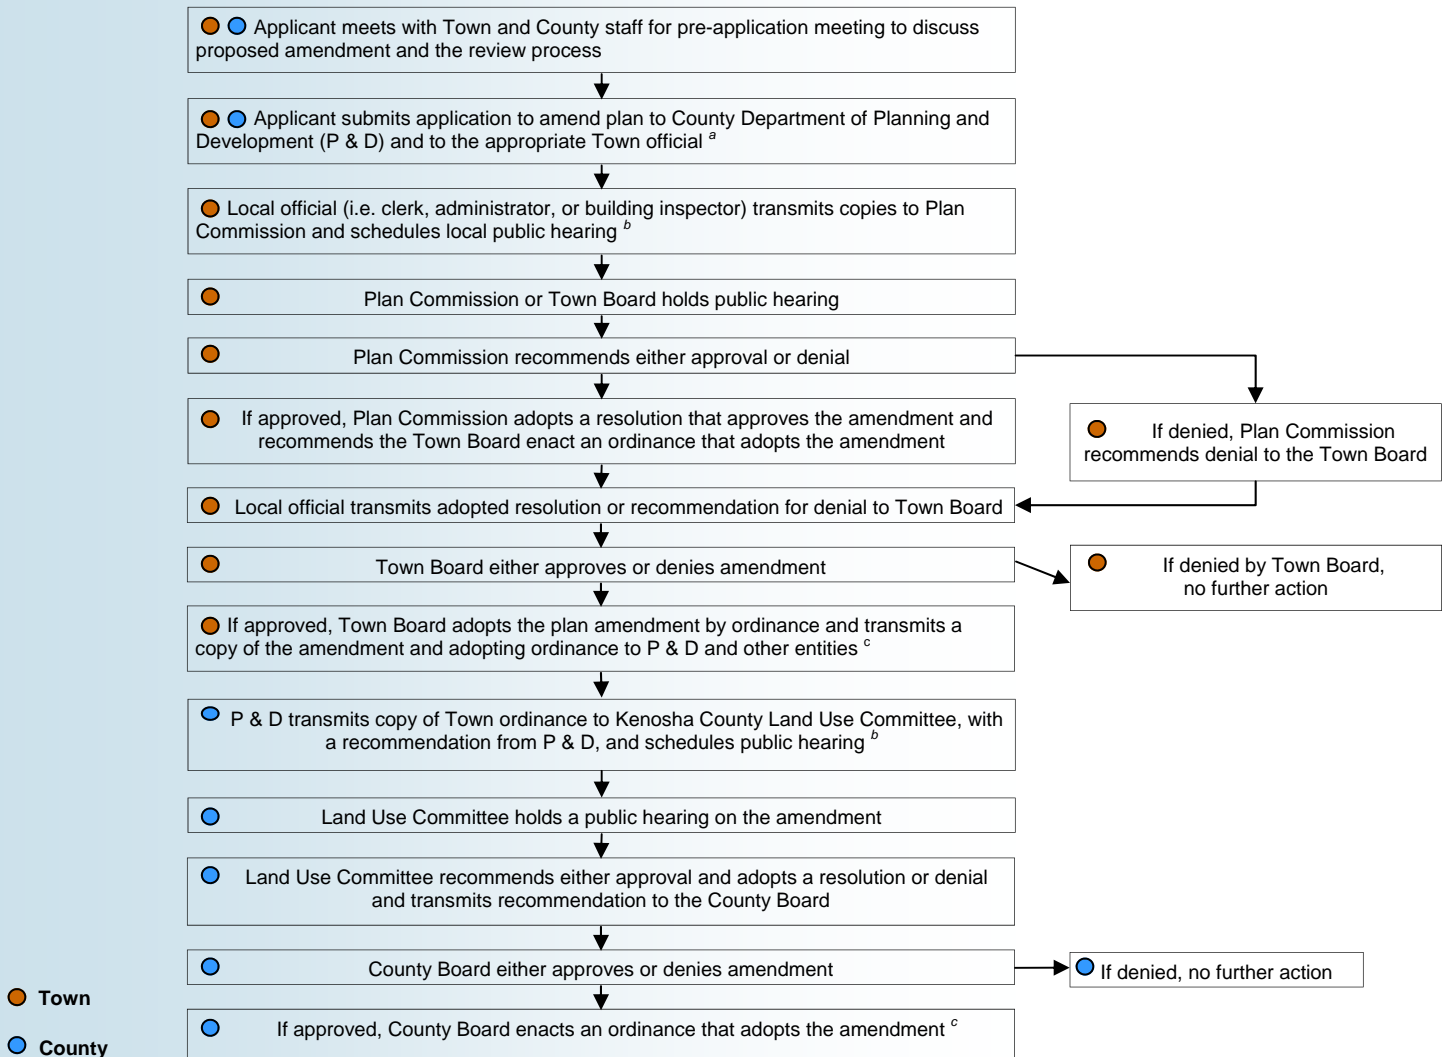 Applicant meets with Town and County staff for pre-application meeting to discuss
proposed amendment and the review process
Applicant submits application to amend plan to County Department of Planning and
Development (P & D) and to the appropriate Town official a
Local official (i.e. clerk, administrator, or building inspector) transmits copies to Plan
Commission and schedules local public hearing b
Plan Commission or Town Board holds public hearing
Plan Commission recommends either approval or denial
If approved, Plan Commission adopts a resolution that approves the amendment and
recommends the Town Board enact an ordinance that adopts the amendment
If denied, Plan Commission
recommends denial to the Town Board
Local official transmits adopted resolution or recommendation for denial to Town Board
Town Board either approves or denies amendment
If denied by Town Board,
no further action
If approved, Town Board adopts the plan amendment by ordinance and transmits a
copy of the amendment and adopting ordinance to P & D and other entities c
P & D transmits copy of Town ordinance to Kenosha County Land Use Committee, with
a recommendation from P & D, and schedules public hearing b
Land Use Committee holds a public hearing on the amendment
Land Use Committee recommends either approval and adopts a resolution or denial
and transmits recommendation to the County Board
County Board either approves or denies amendment
If denied, no further action
If approved, County Board enacts an ordinance that adopts the amendment c
Town
County